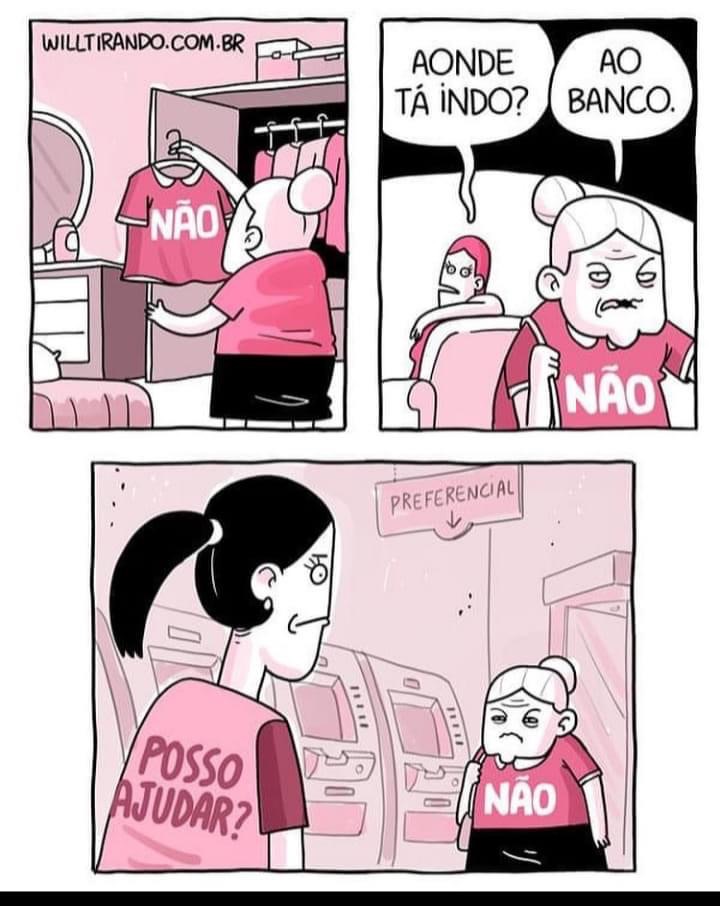 WILLTIRANDO.COM.BR
NÃO
AONDE
TÁ INDO?
AO
BANCO.
NÃO
PREFERENCIAL
POSSO
AJUDAR?
NÃO